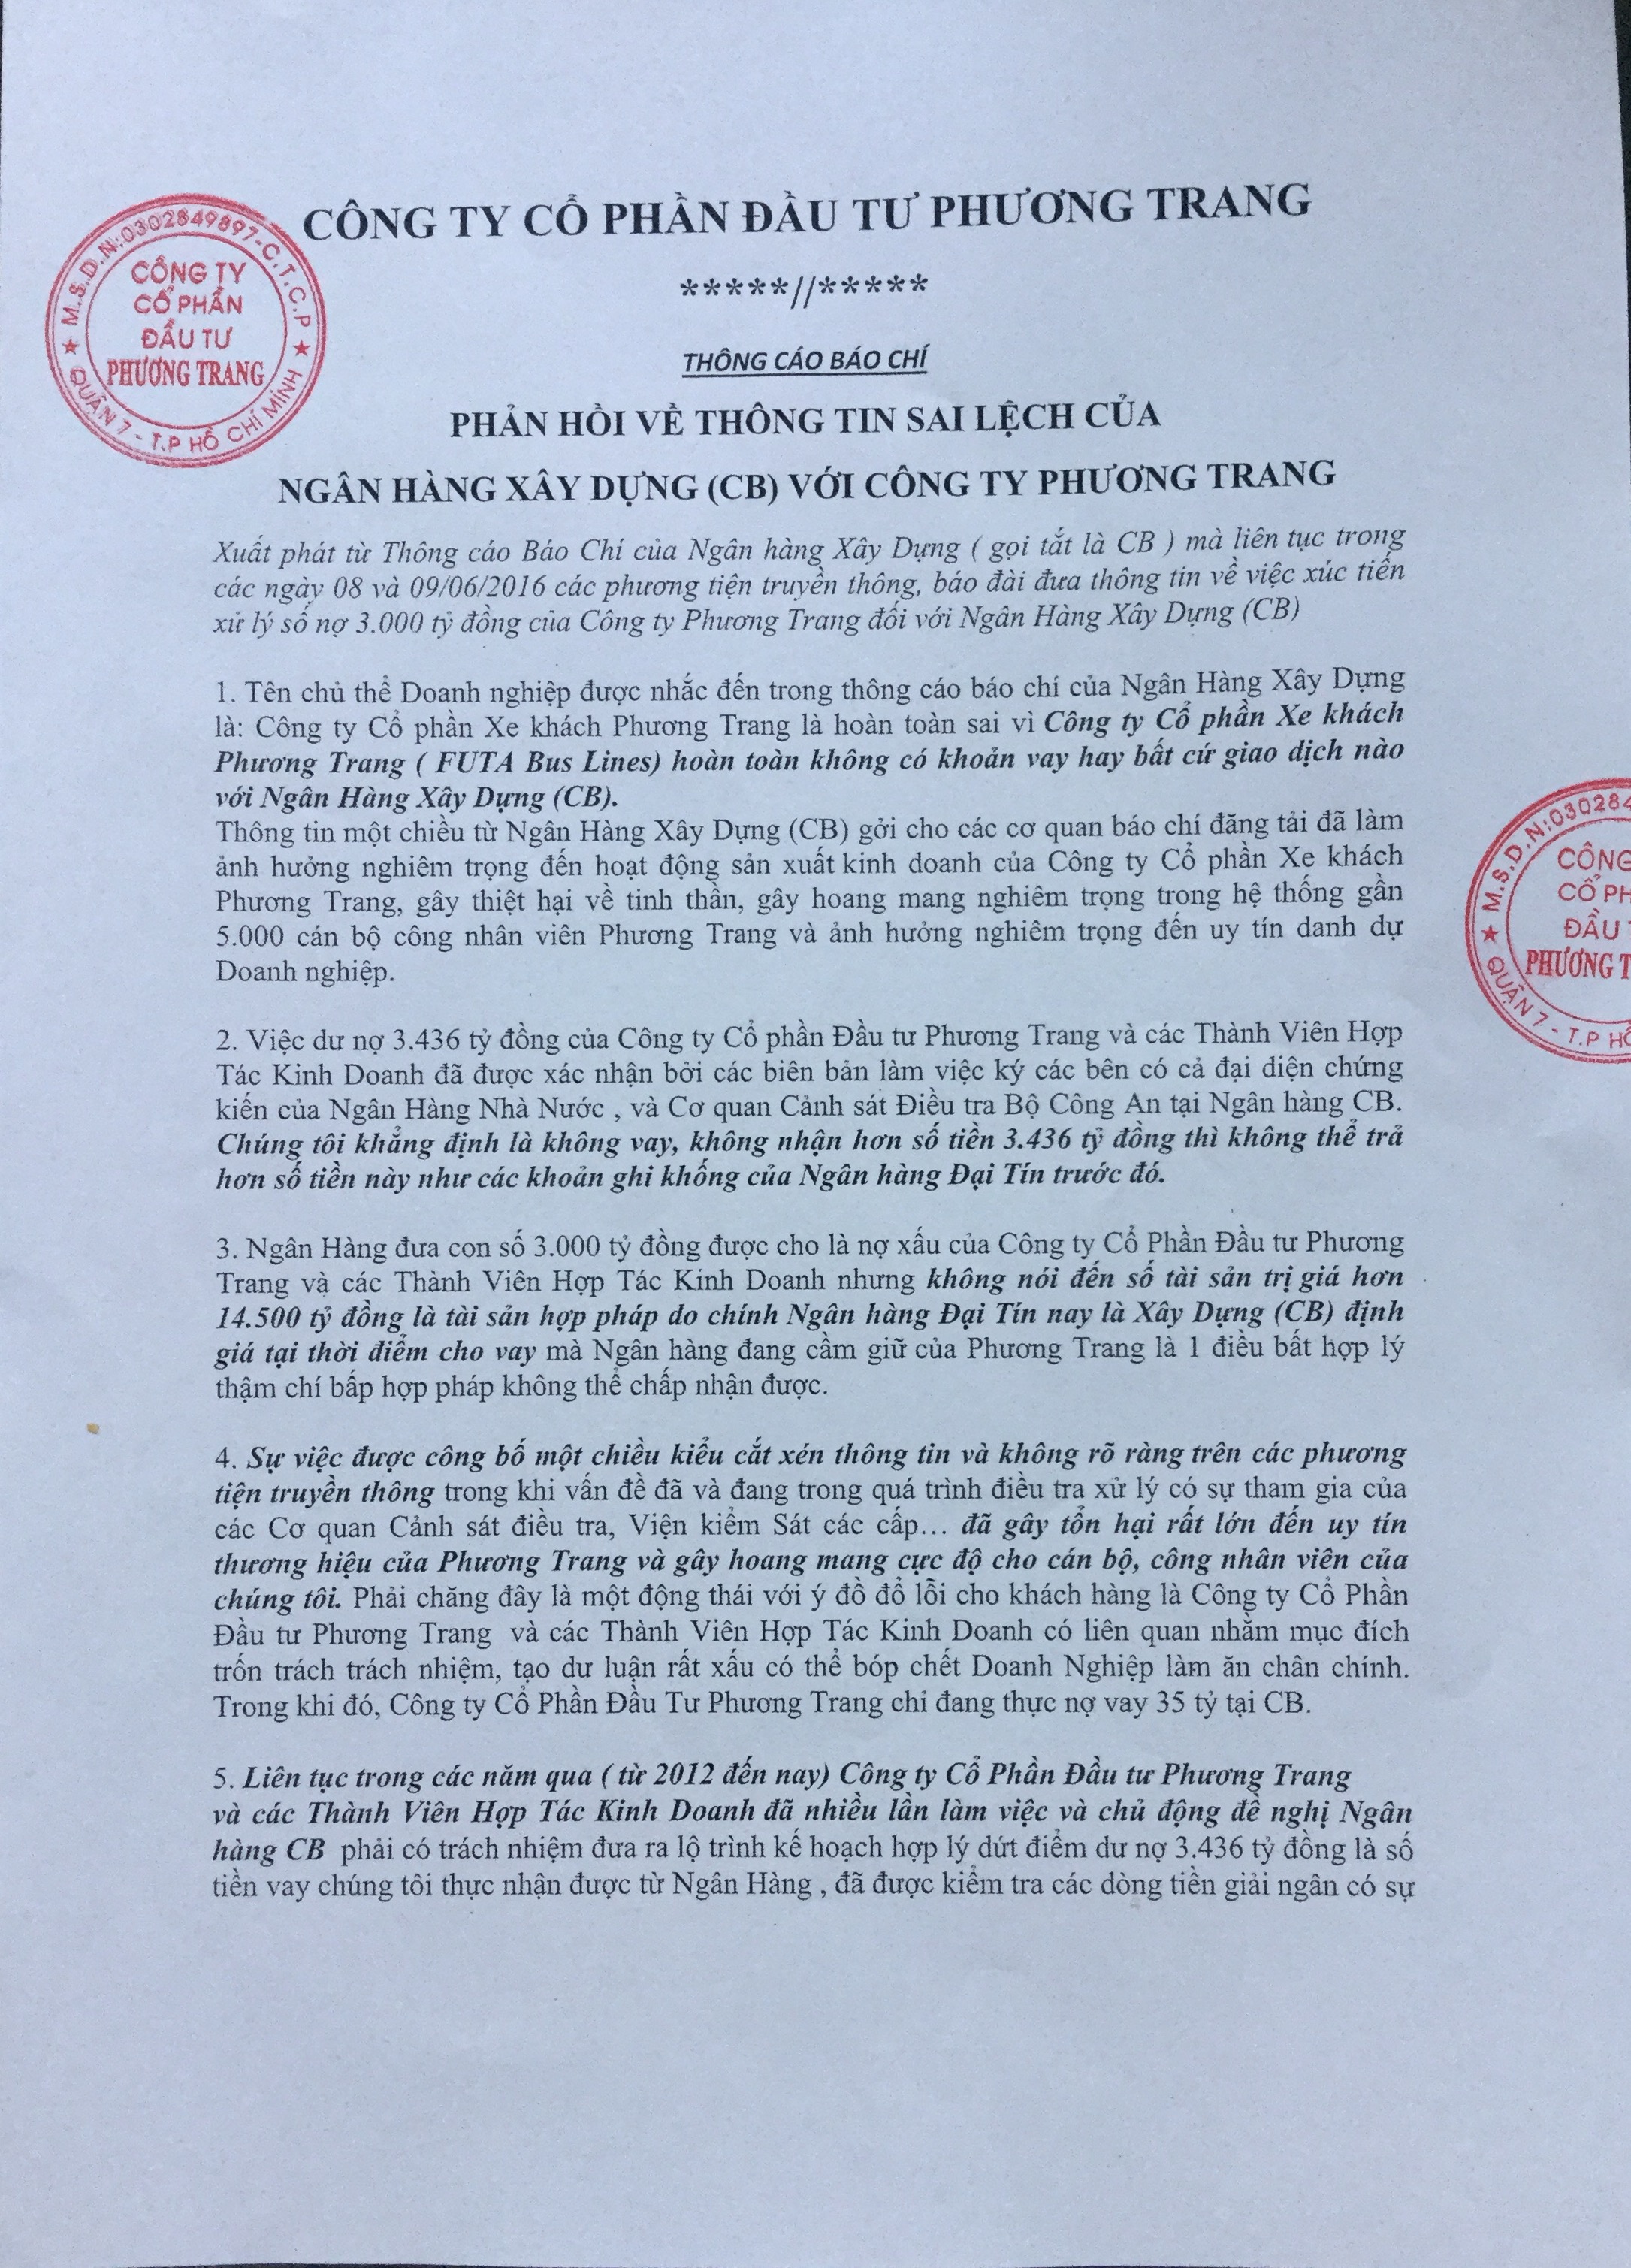 CÔNG TY CỔ PHẦN ĐẦU TƯ PHƯƠNG TRANG
*****//*****
M.S.D.N:0302849897-C.T.C.P
CÔNG TY
CỔ PHẦN
ĐẦU TƯ
PHƯƠNG TRANG
QUẬN 7 - T.P HỒ CHÍ MINH
THÔNG CÁO BÁO CHÍ
PHẢN HỒI VỀ THÔNG TIN SAI LỆCH CỦA
NGÂN HÀNG XÂY DỰNG (CB) VỚI CÔNG TY PHƯƠNG TRANG
Xuất phát từ Thông cáo Báo Chí của Ngân hàng Xây Dựng ( gọi tắt là CB ) mà liên tục trong
các ngày 08 và 09/06/2016 các phương tiện truyền thông, báo đài đưa thông tin về việc xúc tiến
xử lý số nợ 3.000 tỷ đồng của Công ty Phương Trang đối với Ngân Hàng Xây Dựng (CB)
1. Tên chủ thể Doanh nghiệp được nhắc đến trong thông cáo báo chí của Ngân Hàng Xây Dựng
là: Công ty Cổ phần Xe khách Phương Trang là hoàn toàn sai vì Công ty Cổ phần Xe khách
Phương Trang ( FUTA Bus Lines) hoàn toàn không có khoản vay hay bất cứ giao dịch nào
với Ngân Hàng Xây Dựng (CB).
Thông tin một chiều từ Ngân Hàng Xây Dựng (CB) gởi cho các cơ quan báo chí đăng tải đã làm
ảnh hưởng nghiêm trọng đến hoạt động sản xuất kinh doanh của Công ty Cổ phần Xe khách
Phương Trang, gây thiệt hại về tinh thần, gây hoang mang nghiêm trọng trong hệ thống gần
5.000 cán bộ công nhân viên Phương Trang và ảnh hưởng nghiêm trọng đến uy tín danh dự
Doanh nghiệp.
M.S.D.N:03028
CÔNG
CỔ PH
ĐẦU
PHƯƠNG T
QUẬN 7 - T.P HỒ
2. Việc dư nợ 3.436 tỷ đồng của Công ty Cổ phần Đầu tư Phương Trang và các Thành Viên Hợp
Tác Kinh Doanh đã được xác nhận bởi các biên bản làm việc ký các bên có cả đại diện chứng
kiến của Ngân Hàng Nhà Nước , và Cơ quan Cảnh sát Điều tra Bộ Công An tại Ngân hàng CB.
Chúng tôi khẳng định là không vay, không nhận hơn số tiền 3.436 tỷ đồng thì không thể trả
hơn số tiền này như các khoản ghi khống của Ngân hàng Đại Tín trước đó.
3. Ngân Hàng đưa con số 3.000 tỷ đồng được cho là nợ xấu của Công ty Cổ Phần Đầu tư Phương
Trang và các Thành Viên Hợp Tác Kinh Doanh nhưng không nói đến số tài sản trị giá hơn
14.500 tỷ đồng là tài sản hợp pháp do chính Ngân hàng Đại Tín nay là Xây Dựng (CB) định
giá tại thời điểm cho vay mà Ngân hàng đang cầm giữ của Phương Trang là 1 điều bất hợp lý
thậm chí bấp hợp pháp không thể chấp nhận được.
4. Sự việc được công bố một chiều kiểu cắt xén thông tin và không rõ ràng trên các phương
tiện truyền thông trong khi vấn đề đã và đang trong quá trình điều tra xử lý có sự tham gia của
các Cơ quan Cảnh sát điều tra, Viện kiểm Sát các cấp… đã gây tổn hại rất lớn đến uy tín
thương hiệu của Phương Trang và gây hoang mang cực độ cho cán bộ, công nhân viên của
chúng tôi. Phải chăng đây là một động thái với ý đồ đổ lỗi cho khách hàng là Công ty Cổ Phần
Đầu tư Phương Trang và các Thành Viên Hợp Tác Kinh Doanh có liên quan nhằm mục đích
trốn trách trách nhiệm, tạo dư luận rất xấu có thể bóp chết Doanh Nghiệp làm ăn chân chính.
Trong khi đó, Công ty Cổ Phần Đầu Tư Phương Trang chỉ đang thực nợ vay 35 tỷ tại CB.
5. Liên tục trong các năm qua ( từ 2012 đến nay) Công ty Cổ Phần Đầu tư Phương Trang
và các Thành Viên Hợp Tác Kinh Doanh đã nhiều lần làm việc và chủ động đề nghị Ngân
hàng CB phải có trách nhiệm đưa ra lộ trình kế hoạch hợp lý dứt điểm dư nợ 3.436 tỷ đồng là số
tiền vay chúng tôi thực nhận được từ Ngân Hàng , đã được kiểm tra các dòng tiền giải ngân có sự